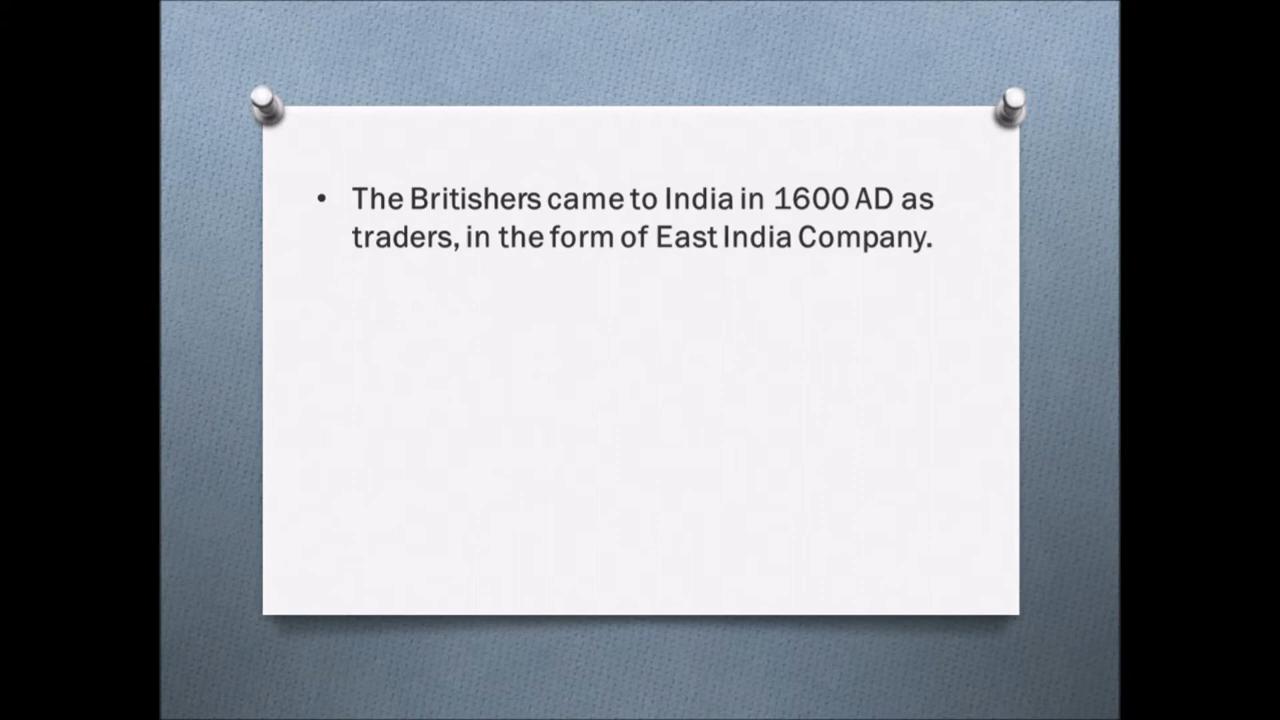 • The Britishers came to India in 1600 AD as
traders, in the form of East India Company.